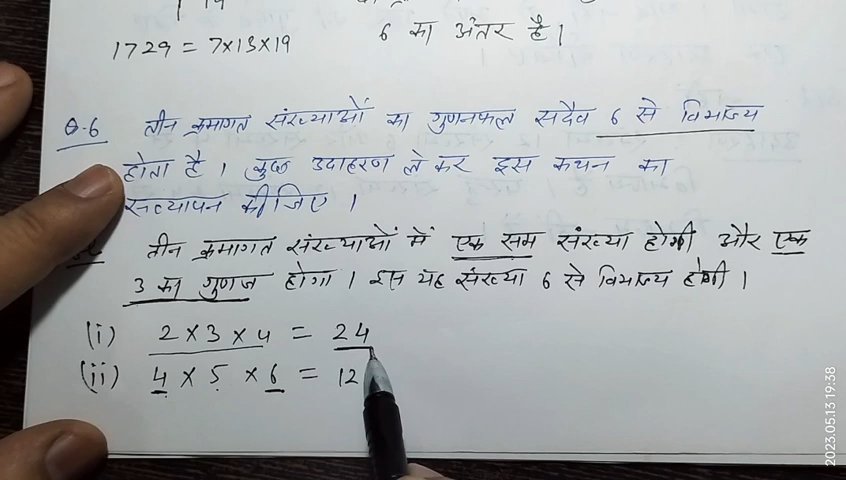 1729 = 7×13×19
6 का अंतर है।
Q.6 तीन क्रमागत संख्याओं का गुणनफल सदैव 6 से विभाज्य
होता है। कुछ उदाहरण लेकर इस कथन का
सत्यापन कीजिए।
तीन क्रमागत संख्याओं में एक सम संख्या होगी और एक
3 का गुणज होगा। इस यह संख्या 6 से विभाज्य होगी।
(i) 2 × 3 × 4 = 24
(ii) 4 × 5 × 6 = 12
2023.05.13 19:38